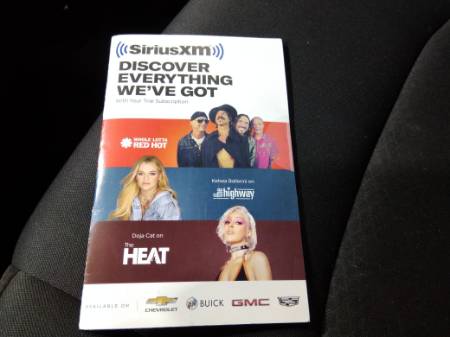 SiriusXM
DISCOVER
EVERYTHING
WE'VE GOT
with Your Trial Subscription
WHOLE LOTTA
RED HOT
Kelsea Ballerini on
the highway
Doja Cat on
The
HEAT
AVAILABLE ON
CHEVROLET
BUICK
GMC